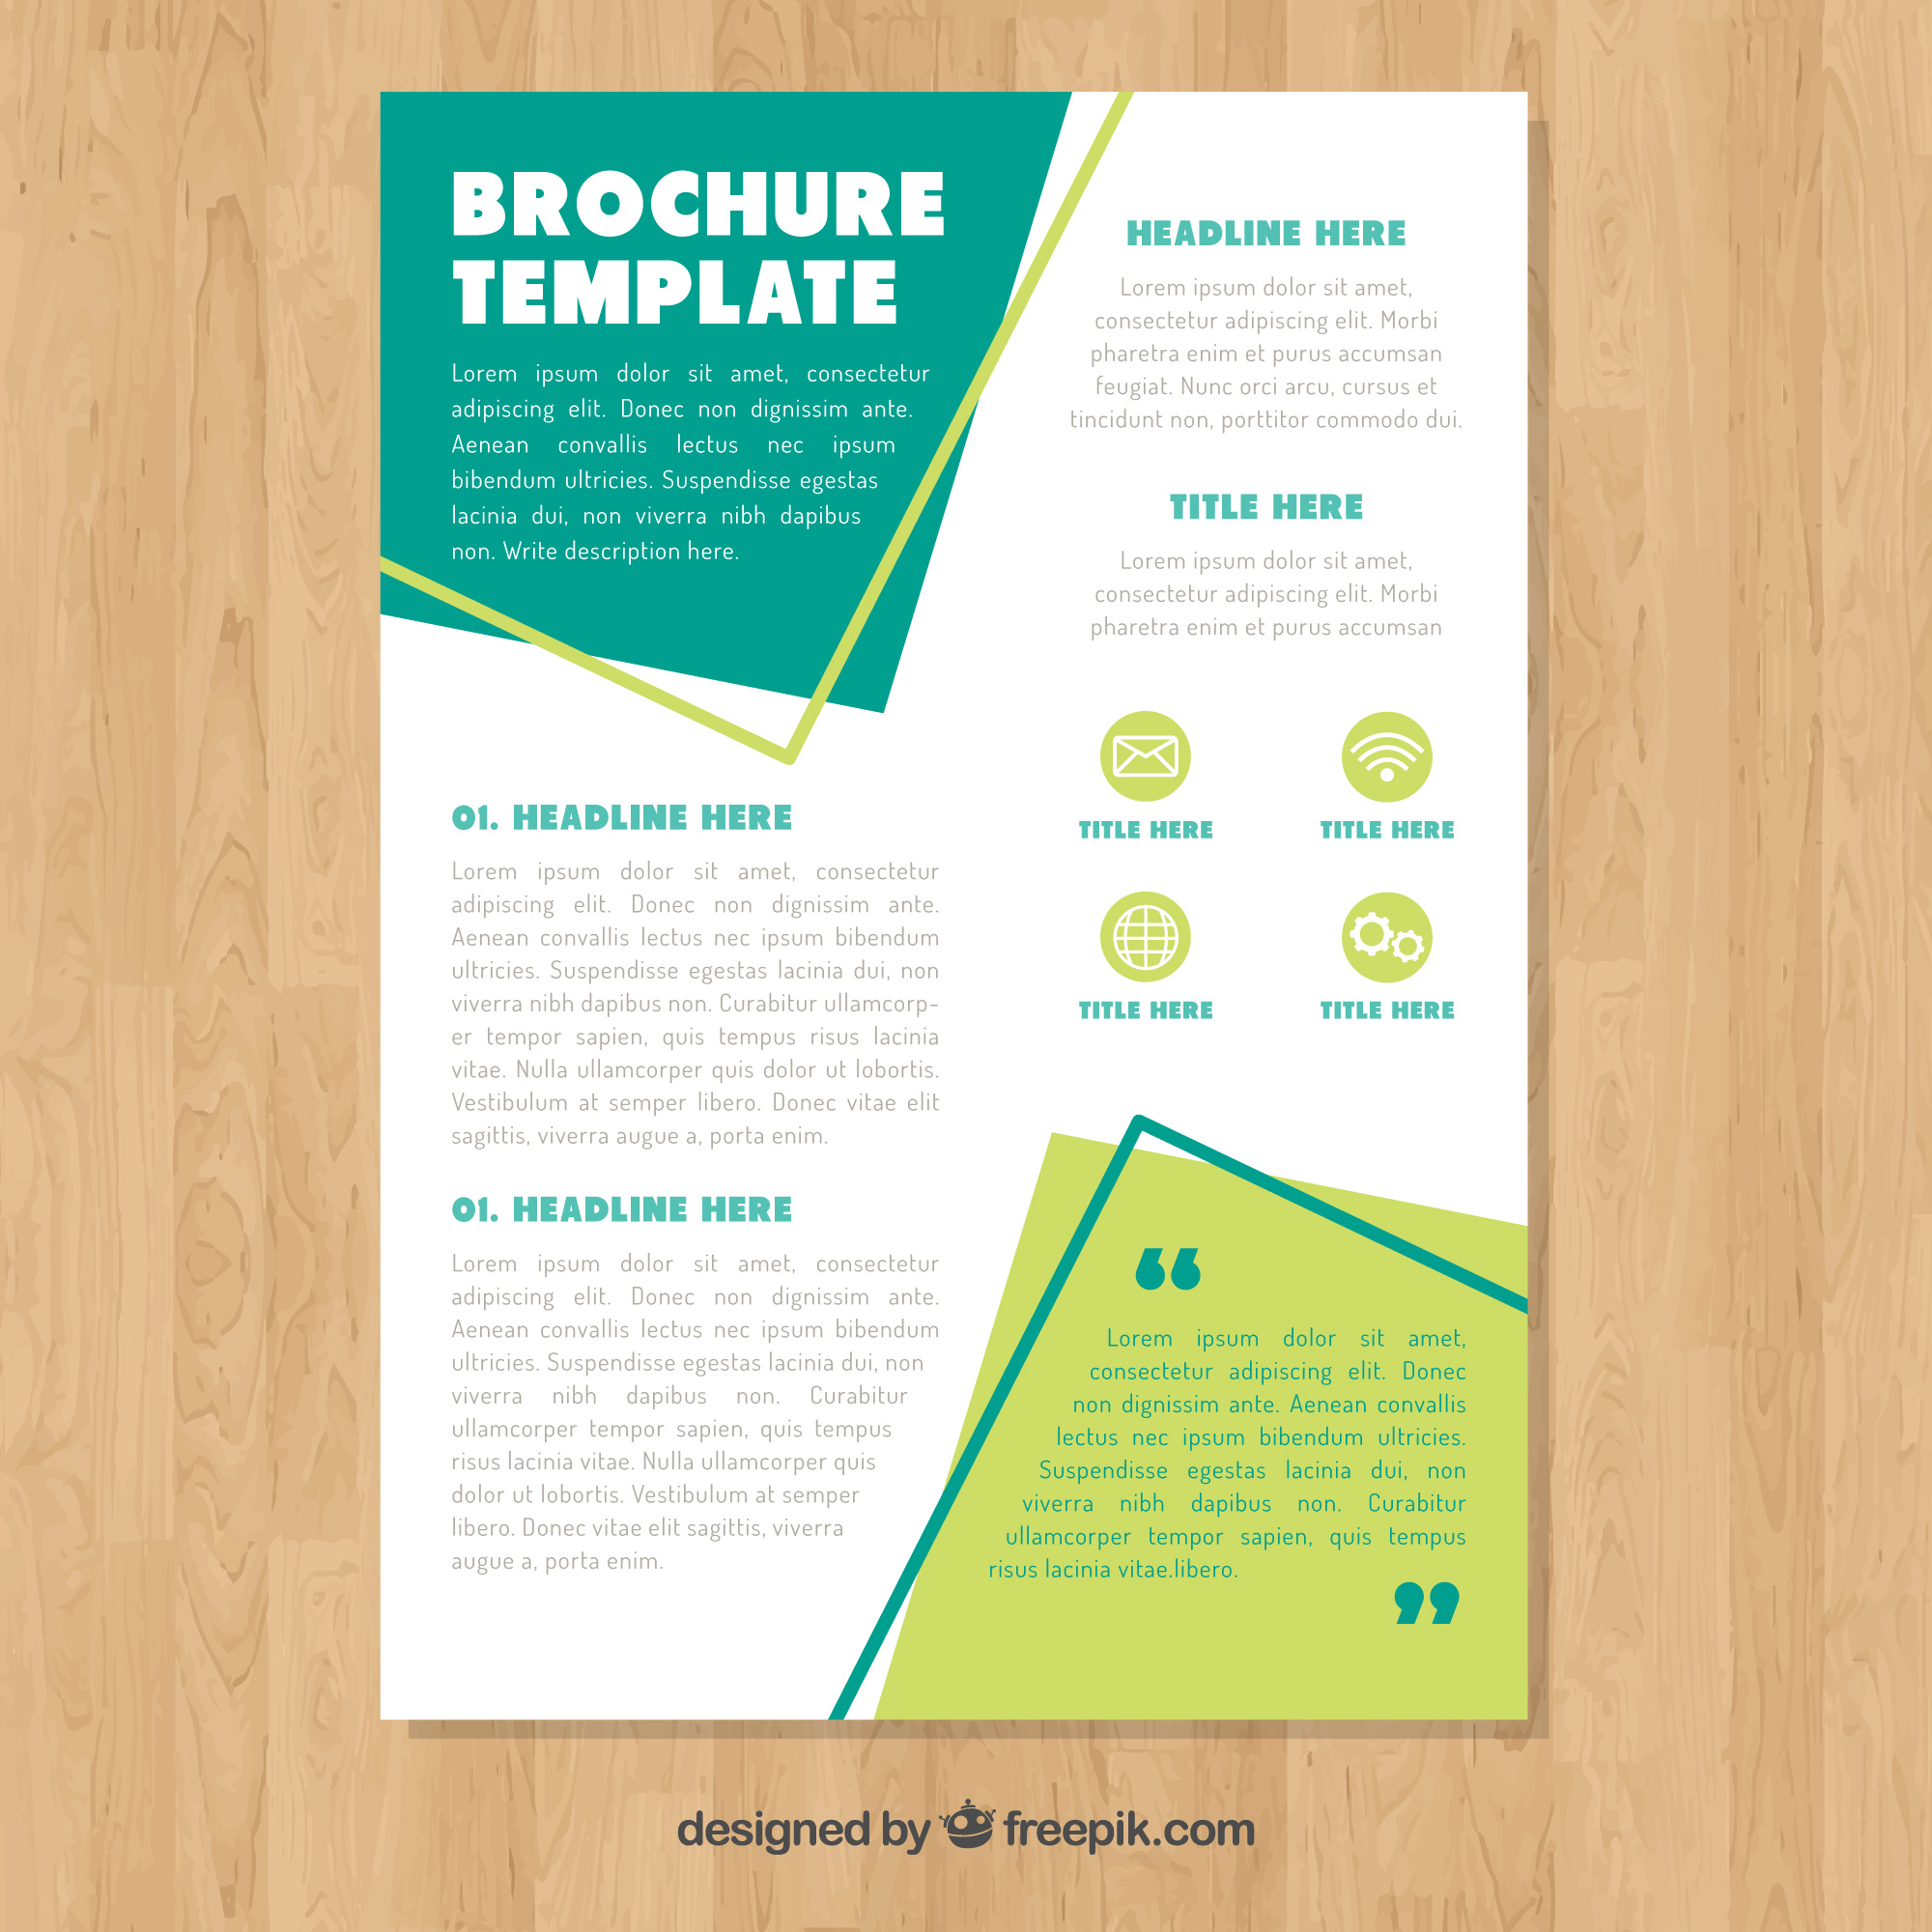 BROCHURE
TEMPLATE
Lorem ipsum dolor sit amet, consectetur
adipiscing elit. Donec non dignissim ante.
Aenean convallis lectus nec ipsum
bibendum ultricies. Suspendisse egestas
lacinia dui, non viverra nibh dapibus
non. Write description here.
01. HEADLINE HERE
Lorem ipsum dolor sit amet, consectetur
adipiscing elit. Donec non dignissim ante.
Aenean convallis lectus nec ipsum bibendum
ultricies. Suspendisse egestas lacinia dui, non
viverra nibh dapibus non. Curabitur ullamcorp-
er tempor sapien, quis tempus risus lacinia
vitae. Nulla ullamcorper quis dolor ut lobortis.
Vestibulum at semper libero. Donec vitae elit
sagittis, viverra augue a, porta enim.
01. HEADLINE HERE
Lorem ipsum dolor sit amet, consectetur
adipiscing elit. Donec non dignissim ante.
Aenean convallis lectus nec ipsum bibendum
ultricies. Suspendisse egestas lacinia dui, non
viverra nibh dapibus non. Curabitur
ullamcorper tempor sapien, quis tempus
risus lacinia vitae. Nulla ullamcorper quis
dolor ut lobortis. Vestibulum at semper
libero. Donec vitae elit sagittis, viverra
augue a, porta enim.
HEADLINE HERE
Lorem ipsum dolor sit amet,
consectetur adipiscing elit. Morbi
pharetra enim et purus accumsan
feugiat. Nunc orci arcu, cursus et
tincidunt non, porttitor commodo dui.
TITLE HERE
Lorem ipsum dolor sit amet,
consectetur adipiscing elit. Morbi
pharetra enim et purus accumsan
TITLE HERE
TITLE HERE
TITLE HERE
TITLE HERE
“
Lorem ipsum dolor sit amet,
consectetur adipiscing elit. Donec
non dignissim ante. Aenean convallis
lectus nec ipsum bibendum ultricies.
Suspendisse egestas lacinia dui, non
viverra nibh dapibus non. Curabitur
ullamcorper tempor sapien, quis tempus
risus lacinia vitae.libero.
”
designed by freepik.com